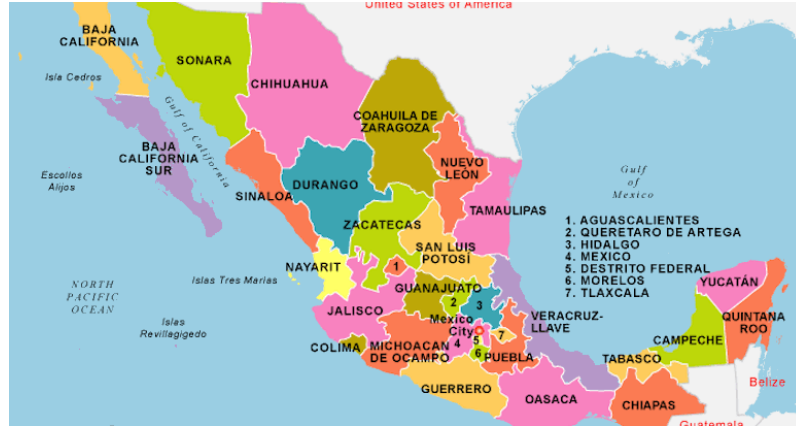 United States of America
BAJA
CALIFORNIA
SONARA
Isla Cedros
CHIHUAHUA
Gulf of California
COAHUILA DE
ZARAGOZA
BAJA
CALIFORNIA
SUR
Escollos
Alijos
NUEVO
LEÓN
Gulf
of
Mexico
DURANGO
SINALOA
TAMAULIPAS
ZACATECAS
1. AGUASCALIENTES
2. QUERETARO DE ARTEGA
3. HIDALGO
4. MEXICO
5. DESTRITO FEDERAL
6. MORELOS
7. TLAXCALA
SAN LUIS
POTOSÍ
NAYARIT
1
Islas Tres Marias
NORTH
PACIFIC
OCEAN
GUANAJUATO
YUCATÁN
2
3
JALISCO
Islas
Revillagigedo
Mexico
City
VERACRUZ-
LLAVE
QUINTANA
ROO
COLIMA
MICHOACAN
DE OCAMPO
4
5
6
7
PUEBLA
CAMPECHE
TABASCO
GUERRERO
OASACA
CHIAPAS
Belize
Guatemala